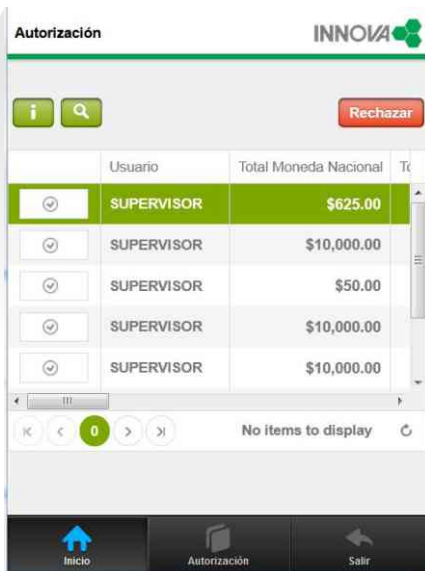 Autorización INNOVA
i Rechazar
Usuario Total Moneda Nacional
SUPERVISOR $625.00
SUPERVISOR $10,000.00
SUPERVISOR $50.00
SUPERVISOR $10,000.00
SUPERVISOR $10,000.00
0 No items to display
Inicio Autorización Salir